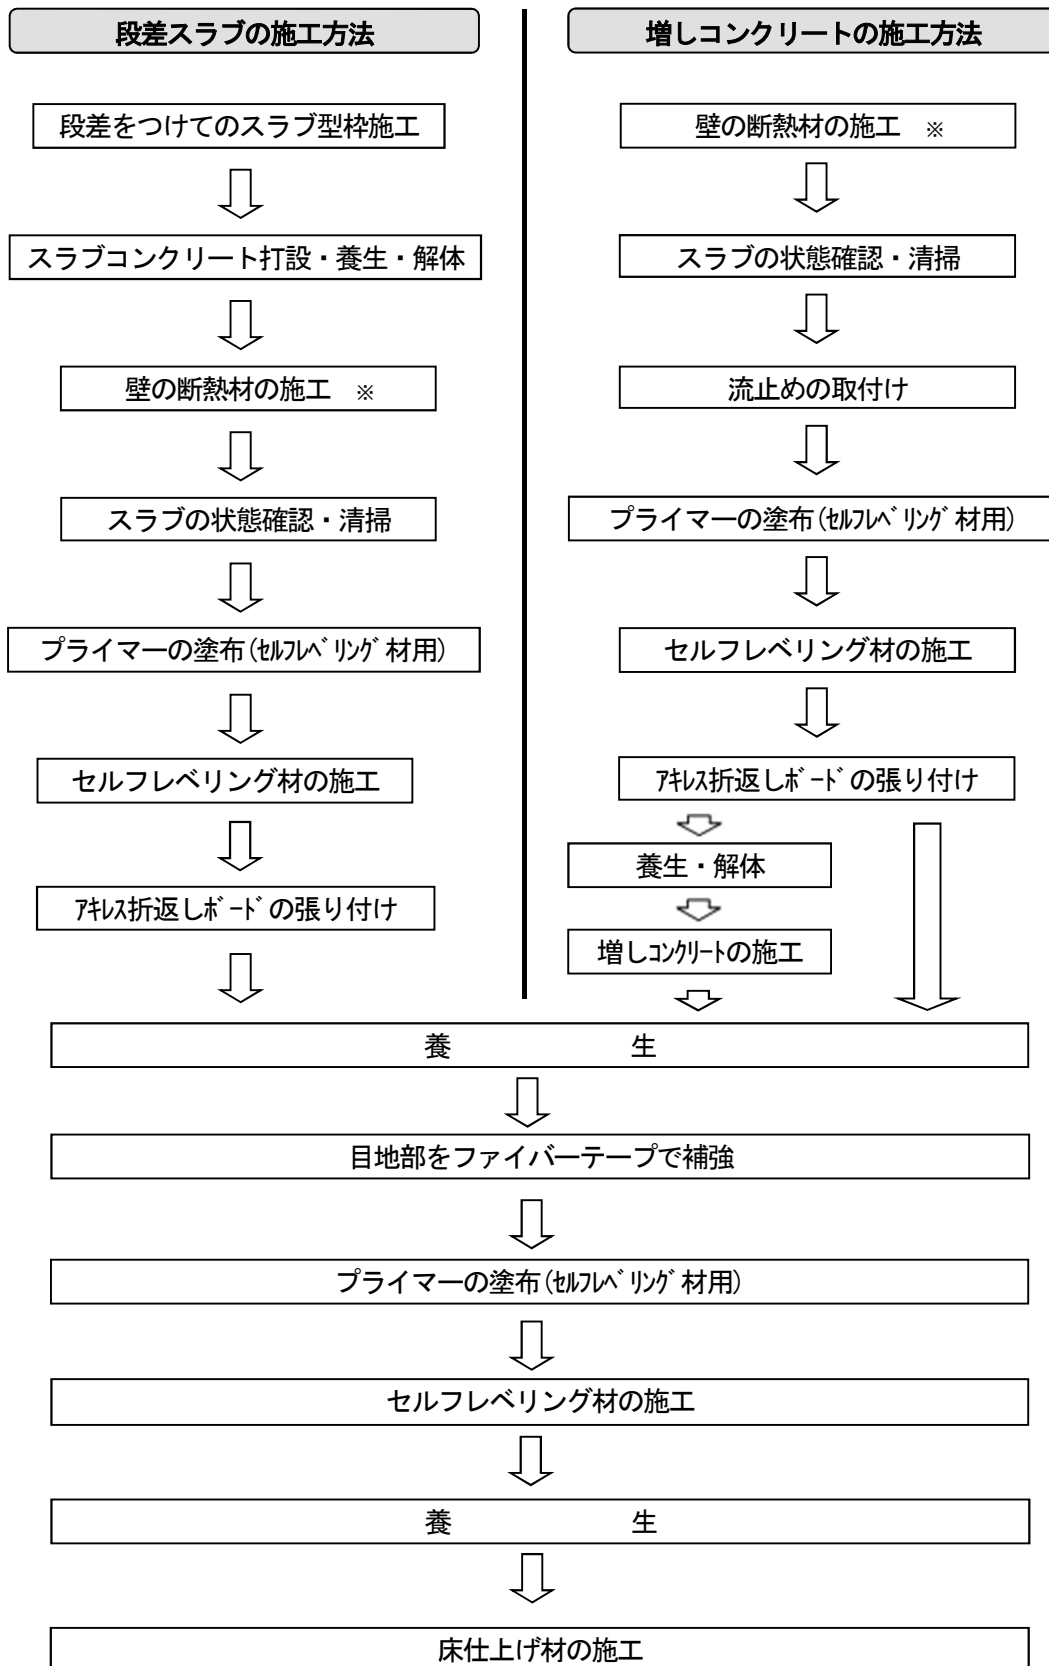 段差スラブの施工方法
段差をつけてのスラブ型枠施工
スラブコンクリート打設・養生・解体
壁の断熱材の施工 ※
スラブの状態確認・清掃
プライマーの塗布(ｾﾙﾌﾚﾍﾞﾘﾝｸﾞ材用)
セルフレベリング材の施工
ｱｷﾚｽ折返しﾎﾞｰﾄﾞの張り付け
増しコンクリートの施工方法
壁の断熱材の施工 ※
スラブの状態確認・清掃
流止めの取付け
プライマーの塗布(ｾﾙﾌﾚﾍﾞﾘﾝｸﾞ材用)
セルフレベリング材の施工
ｱｷﾚｽ折返しﾎﾞｰﾄﾞの張り付け
養生・解体
増しｺﾝｸﾘｰﾄの施工
養 生
目地部をファイバーテープで補強
プライマーの塗布(ｾﾙﾌﾚﾍﾞﾘﾝｸﾞ材用)
セルフレベリング材の施工
養 生
床仕上げ材の施工